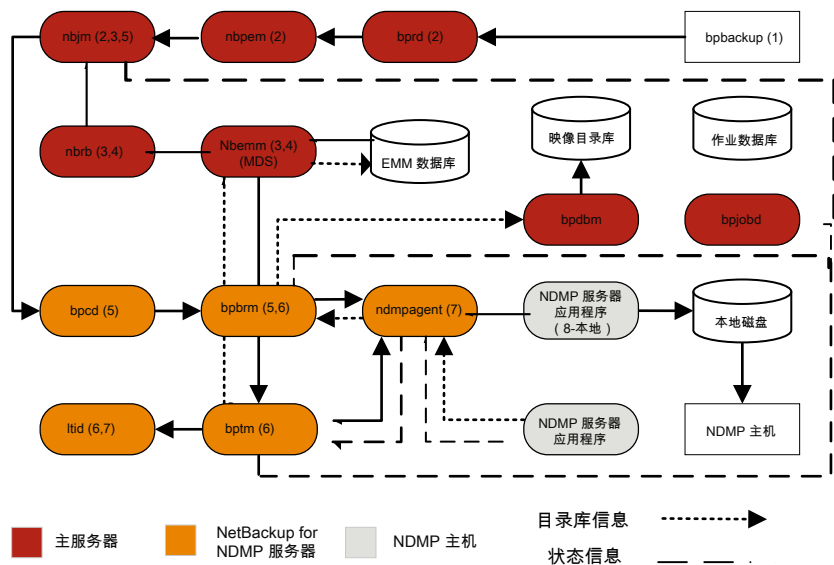 nbjm (2,3,5)
nbpem (2)
bprd (2)
bpbackup (1)
nbrb (3,4)
Nbemm (3,4)
(MDS)
EMM 数据库
映像目录库
作业数据库
bpdbm
bpjobd
bpcd (5)
bpbrm (5,6)
ndmpagent (7)
NDMP 服务器
应用程序
(8-本地)
本地磁盘
ltid (6,7)
bptm (6)
NDMP 服务器
应用程序
NDMP 主机
主服务器
NetBackup for
NDMP 服务器
NDMP 主机
目录库信息
状态信息